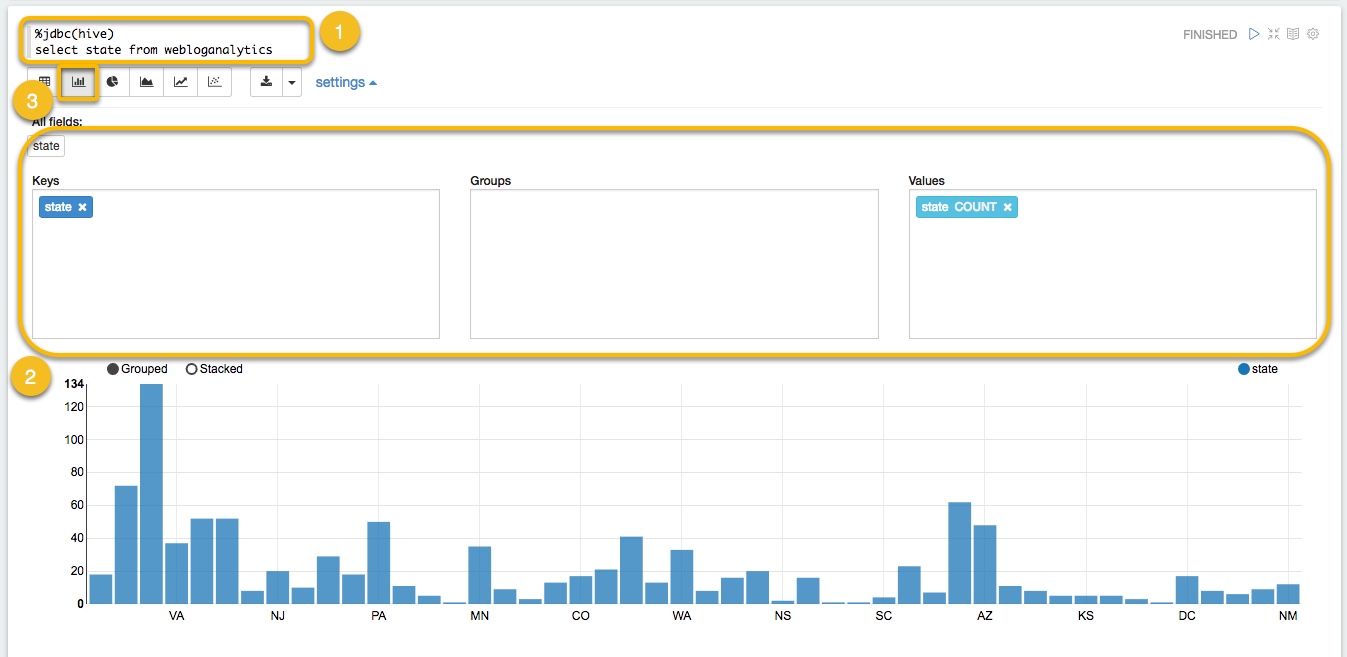 %jdbc(hive)
select state from webloganalytics
1
FINISHED
settings
3
All fields:
state
Keys
Groups
Values
state
state COUNT
2
Grouped
Stacked
state
134
120
100
80
60
40
20
0
VA NJ PA MN CO WA NS SC AZ KS DC NM